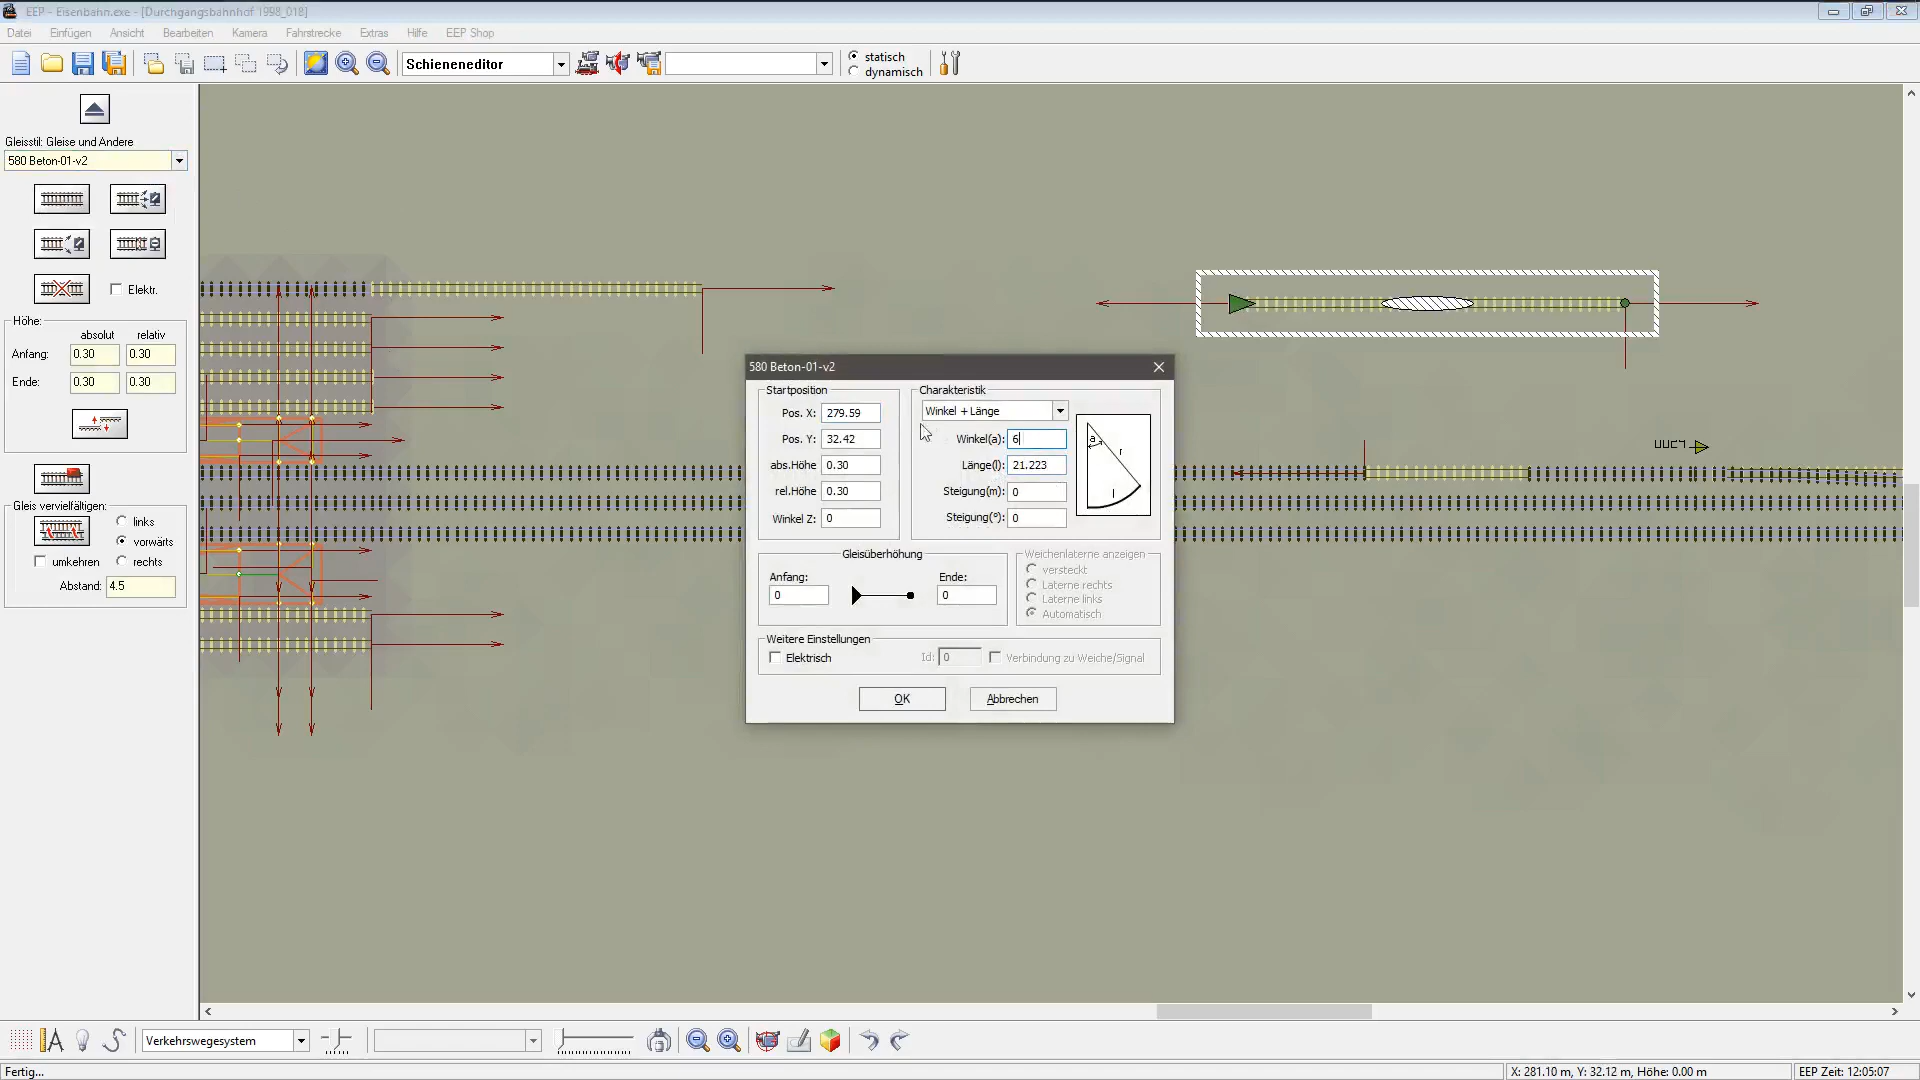 EEP - Eisenbahn.exe - [Durchgangsbahnhof 1998_018]
Datei Einfügen Ansicht Bearbeiten Kamera Fahrstrecke Extras Hilfe EEP Shop
Schieneneditor
statisch
dynamisch
Gleisstil: Gleise und Andere
580 Beton-01-v2
Elektr.
Höhe:
absolut relativ
Anfang: 0.30 0.30
Ende: 0.30 0.30
Gleis vervielfältigen:
links
vorwärts
umkehren rechts
Abstand: 4.5
580 Beton-01-v2
Startposition
Pos. X: 279.59
Pos. Y: 32.42
abs.Höhe 0.30
rel.Höhe 0.30
Winkel Z: 0
Charakteristik
Winkel + Länge
Winkel(a): 6
Länge(l): 21.223
Steigung(m): 0
Steigung(°): 0
a
r
l
Gleisüberhöhung
Anfang: Ende:
0 0
Weichenlaterne anzeigen
versteckt
Laterne rechts
Laterne links
Automatisch
Weitere Einstellungen
Elektrisch Id: 0 Verbindung zu Weiche/Signal
OK Abbrechen
Verkehrswegesystem
Fertig... X: 281.10 m, Y: 32.12 m, Höhe: 0.00 m EEP Zeit: 12:05:07